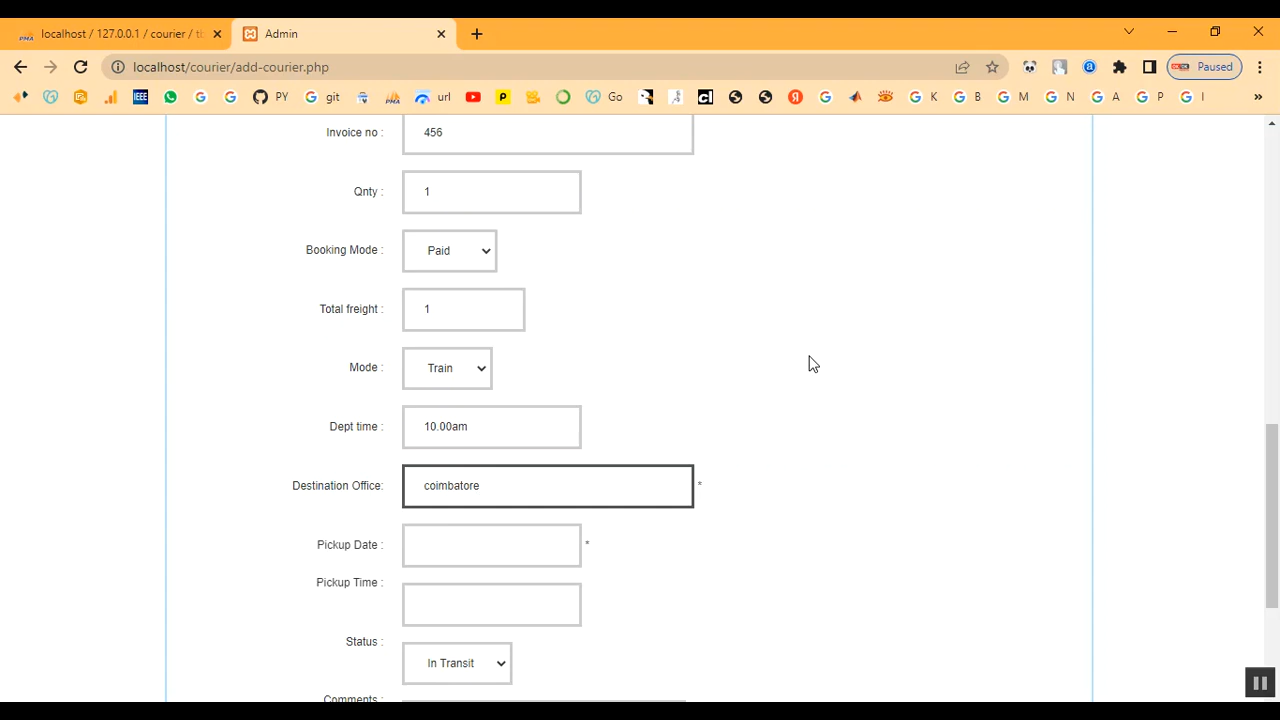 localhost / 127.0.0.1 / courier / tb
Admin
localhost/courier/add-courier.php
Paused
IEEE
PY
git
url
Go
K
B
M
N
A
P
I
Invoice no :
456
Qnty :
1
Booking Mode :
Paid
Total freight :
1
Mode :
Train
Dept time :
10.00am
Destination Office:
coimbatore
*
Pickup Date :
*
Pickup Time :
Status :
In Transit
Comments :